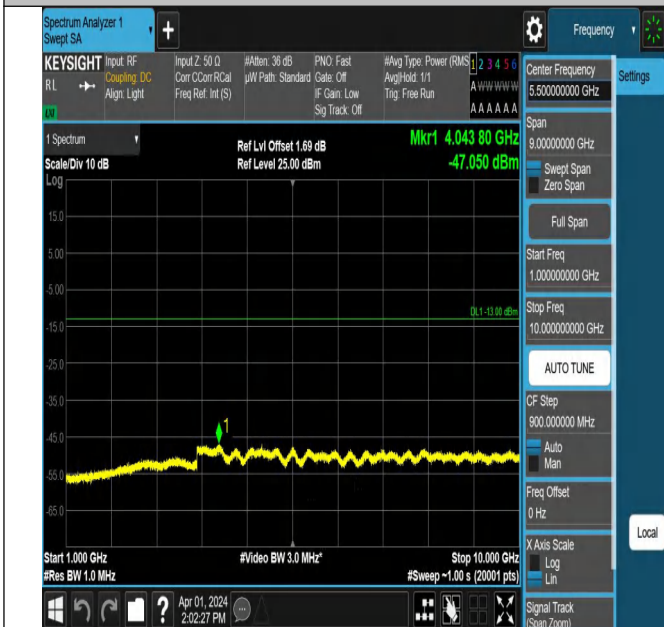 Spectrum Analyzer 1
Swept SA
Frequency
KEYSIGHT
RL
LXI
Input: RF
Coupling: DC
Align: Light
Input Z: 50 Ω
Corr CCorr RCal
Freq Ref: Int (S)
#Atten: 36 dB
µW Path: Standard
PNO: Fast
Gate: Off
IF Gain: Low
Sig Track: Off
#Avg Type: Power (RMS
Avg|Hold: 1/1
Trig: Free Run
1 2 3 4 5 6
A W W W W W
A A A A A A
1 Spectrum
Scale/Div 10 dB
Log
Ref Lvl Offset 1.69 dB
Ref Level 25.00 dBm
Mkr1 4.043 80 GHz
-47.050 dBm
15.0
5.00
-5.00
-15.0
-25.0
-35.0
-45.0
-55.0
-65.0
DL1 -13.00 dBm
1
Start 1.000 GHz
#Res BW 1.0 MHz
#Video BW 3.0 MHz*
Stop 10.000 GHz
#Sweep ~1.00 s (20001 pts)
Apr 01, 2024
2:02:27 PM
Center Frequency
5.500000000 GHz
Settings
Span
9.00000000 GHz
Swept Span
Zero Span
Full Span
Start Freq
1.000000000 GHz
Stop Freq
10.000000000 GHz
AUTO TUNE
CF Step
900.000000 MHz
Auto
Man
Freq Offset
0 Hz
Local
X Axis Scale
Log
Lin
Signal Track
(Span Zoom)